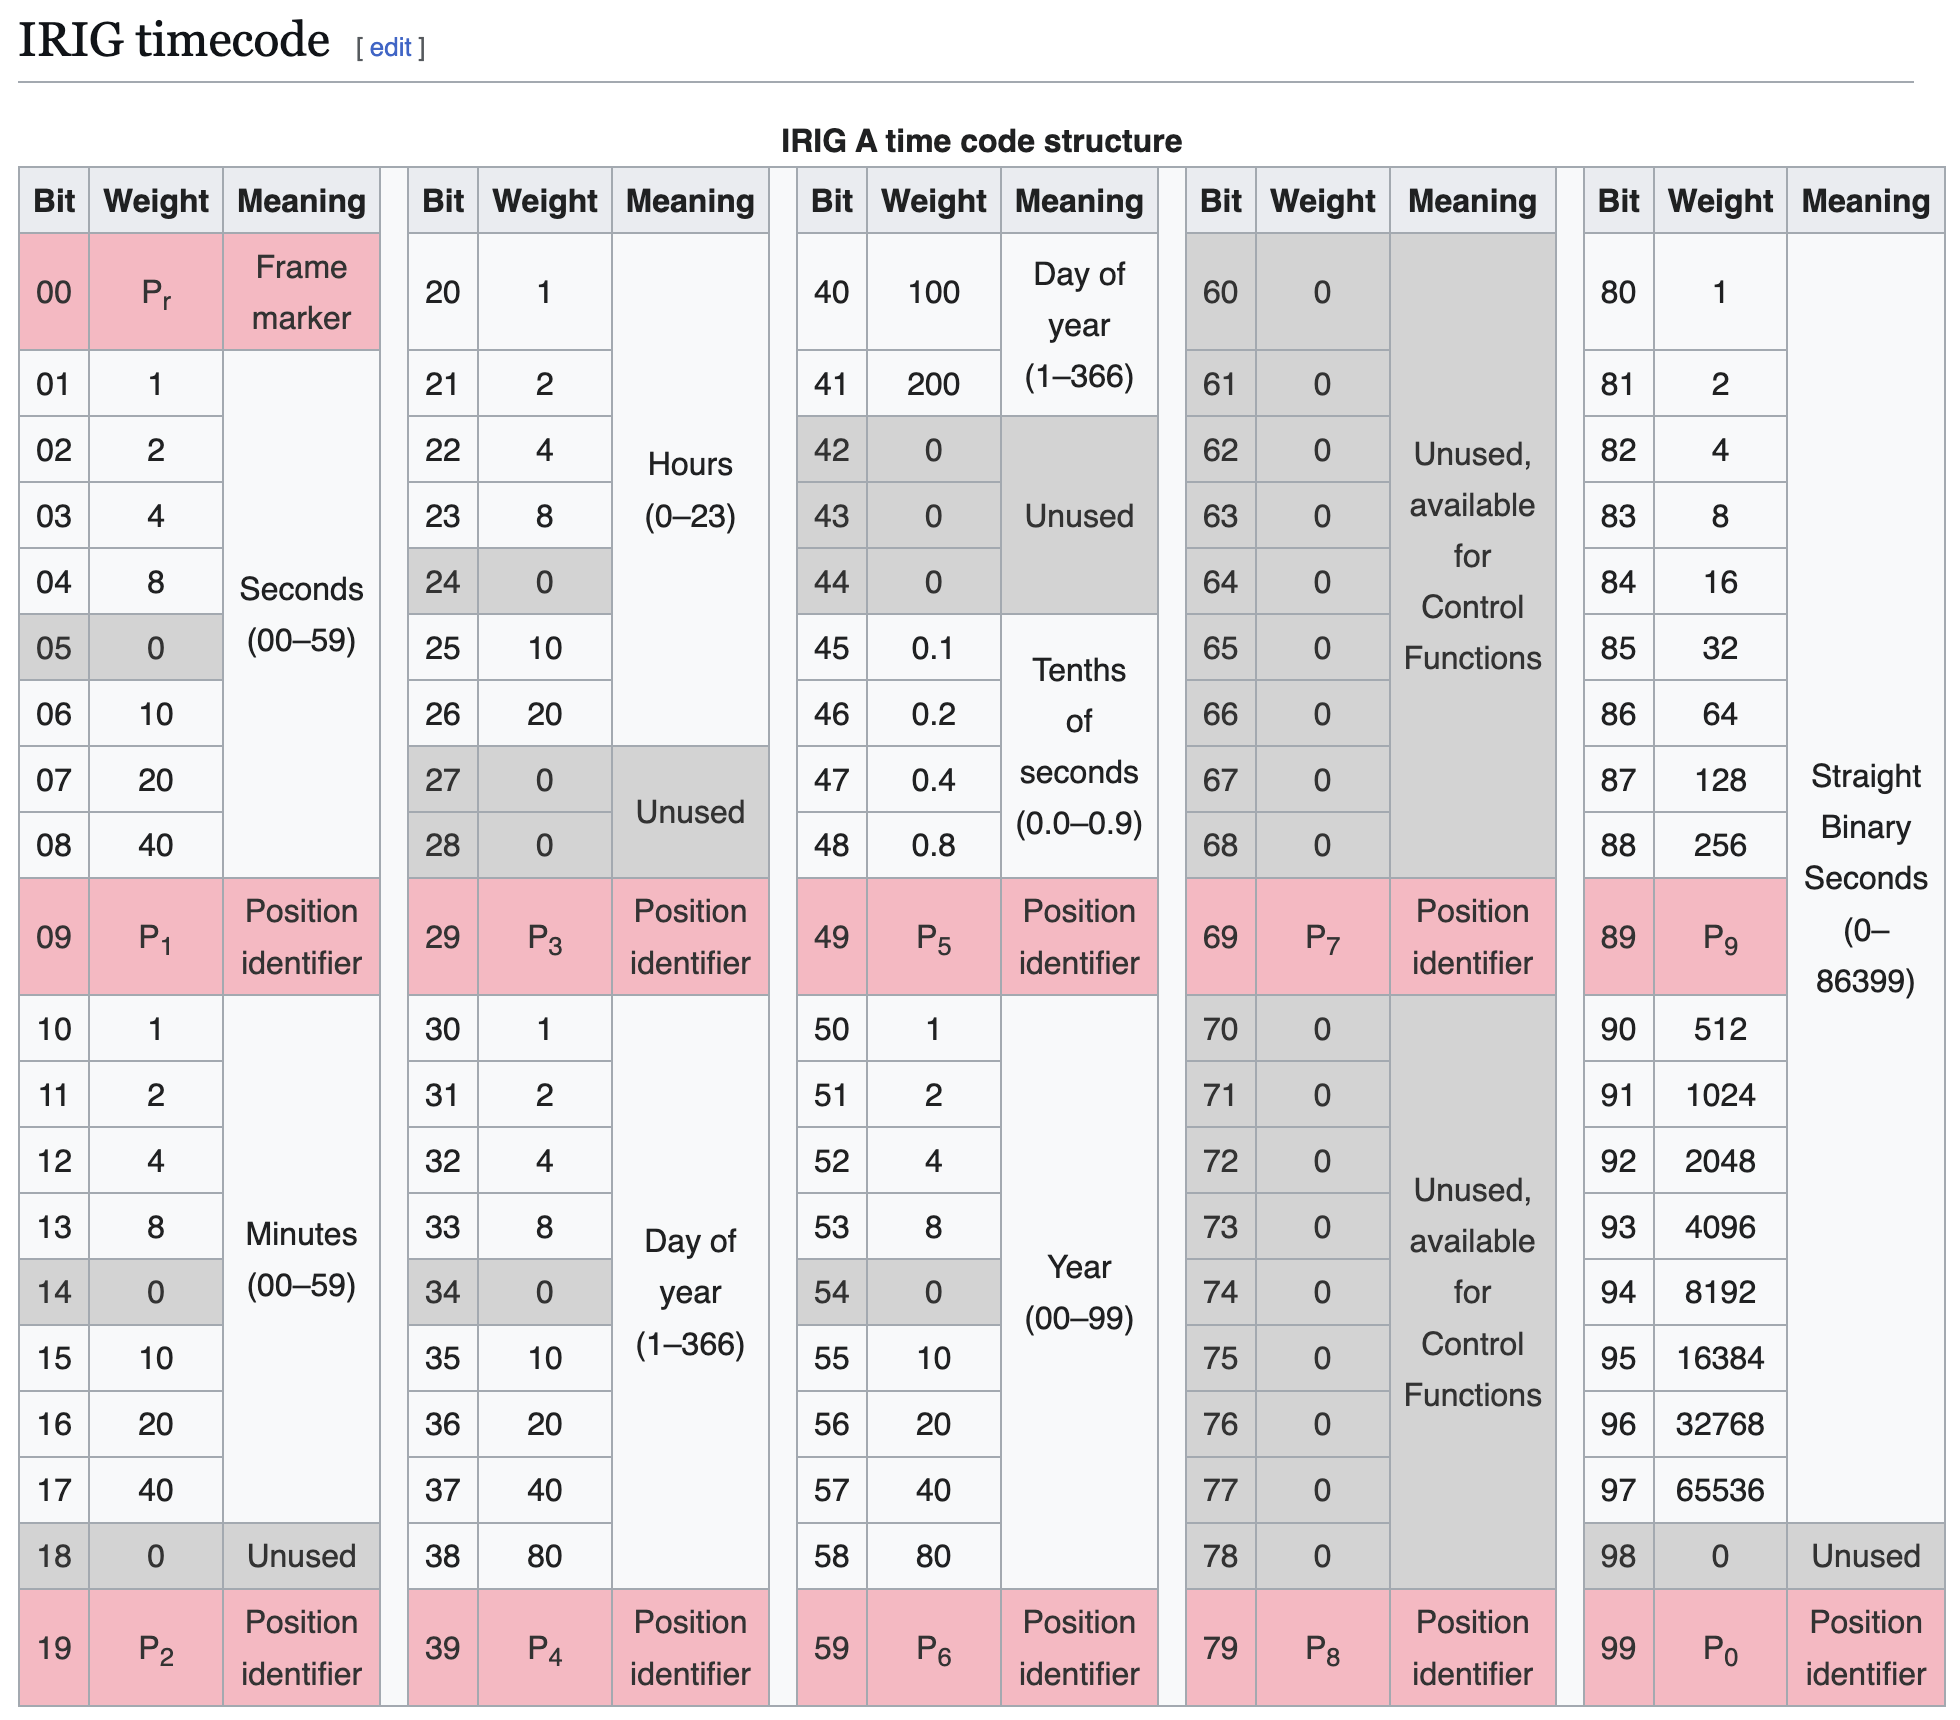 IRIG timecode [ edit ]
IRIG A time code structure
Bit Weight Meaning Bit Weight Meaning Bit Weight Meaning Bit Weight Meaning Bit Weight Meaning
00 Pr Frame marker 20 1 Hours (0–23) 40 100 Day of year (1–366) 60 0 Unused, available for Control Functions 80 1 Straight Binary Seconds (0–86399)
01 1 Seconds (00–59) 21 2 41 200 61 0 81 2
02 2 22 4 42 0 Unused 62 0 82 4
03 4 23 8 43 0 63 0 83 8
04 8 24 0 44 0 64 0 84 16
05 0 25 10 45 0.1 Tenths of seconds (0.0–0.9) 65 0 85 32
06 10 26 20 46 0.2 66 0 86 64
07 20 27 0 Unused 47 0.4 67 0 87 128
08 40 28 0 48 0.8 68 0 88 256
09 P1 Position identifier 29 P3 Position identifier 49 P5 Position identifier 69 P7 Position identifier 89 P9
10 1 Minutes (00–59) 30 1 Day of year (1–366) 50 1 Year (00–99) 70 0 Unused, available for Control Functions 90 512
11 2 31 2 51 2 71 0 91 1024
12 4 32 4 52 4 72 0 92 2048
13 8 33 8 53 8 73 0 93 4096
14 0 34 0 54 0 74 0 94 8192
15 10 35 10 55 10 75 0 95 16384
16 20 36 20 56 20 76 0 96 32768
17 40 37 40 57 40 77 0 97 65536
18 0 Unused 38 80 58 80 78 0 98 0 Unused
19 P2 Position identifier 39 P4 Position identifier 59 P6 Position identifier 79 P8 Position identifier 99 P0 Position identifier